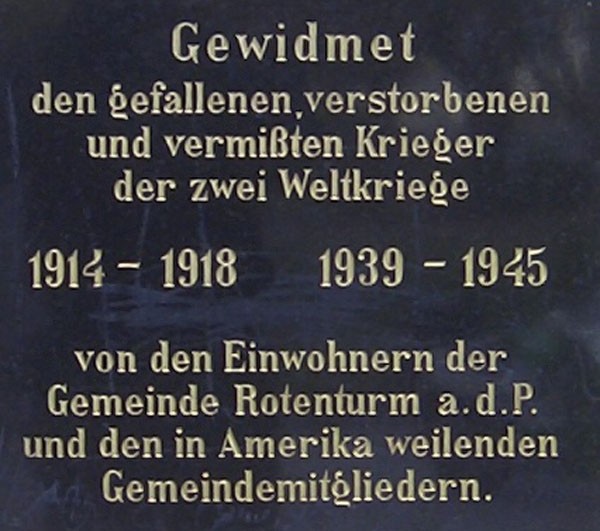 Gewidmet
den gefallenen, verstorbenen
und vermißten Krieger
der zwei Weltkriege
1914 – 1918 1939 – 1945
von den Einwohnern der
Gemeinde Rotenturm a.d.P.
und den in Amerika weilenden
Gemeindemitgliedern.